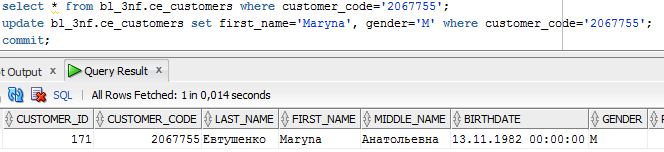 select * from bl_3nf.ce_customers where customer_code='2067755';
update bl_3nf.ce_customers set first_name='Maryna', gender='M' where customer_code='2067755';
commit;
ot Output × Query Result ×
SQL | All Rows Fetched: 1 in 0,014 seconds
CUSTOMER_ID CUSTOMER_CODE LAST_NAME FIRST_NAME MIDDLE_NAME BIRTHDATE GENDER
171 2067755 Евтушенко Maryna Анатольевна 13.11.1982 00:00:00 M